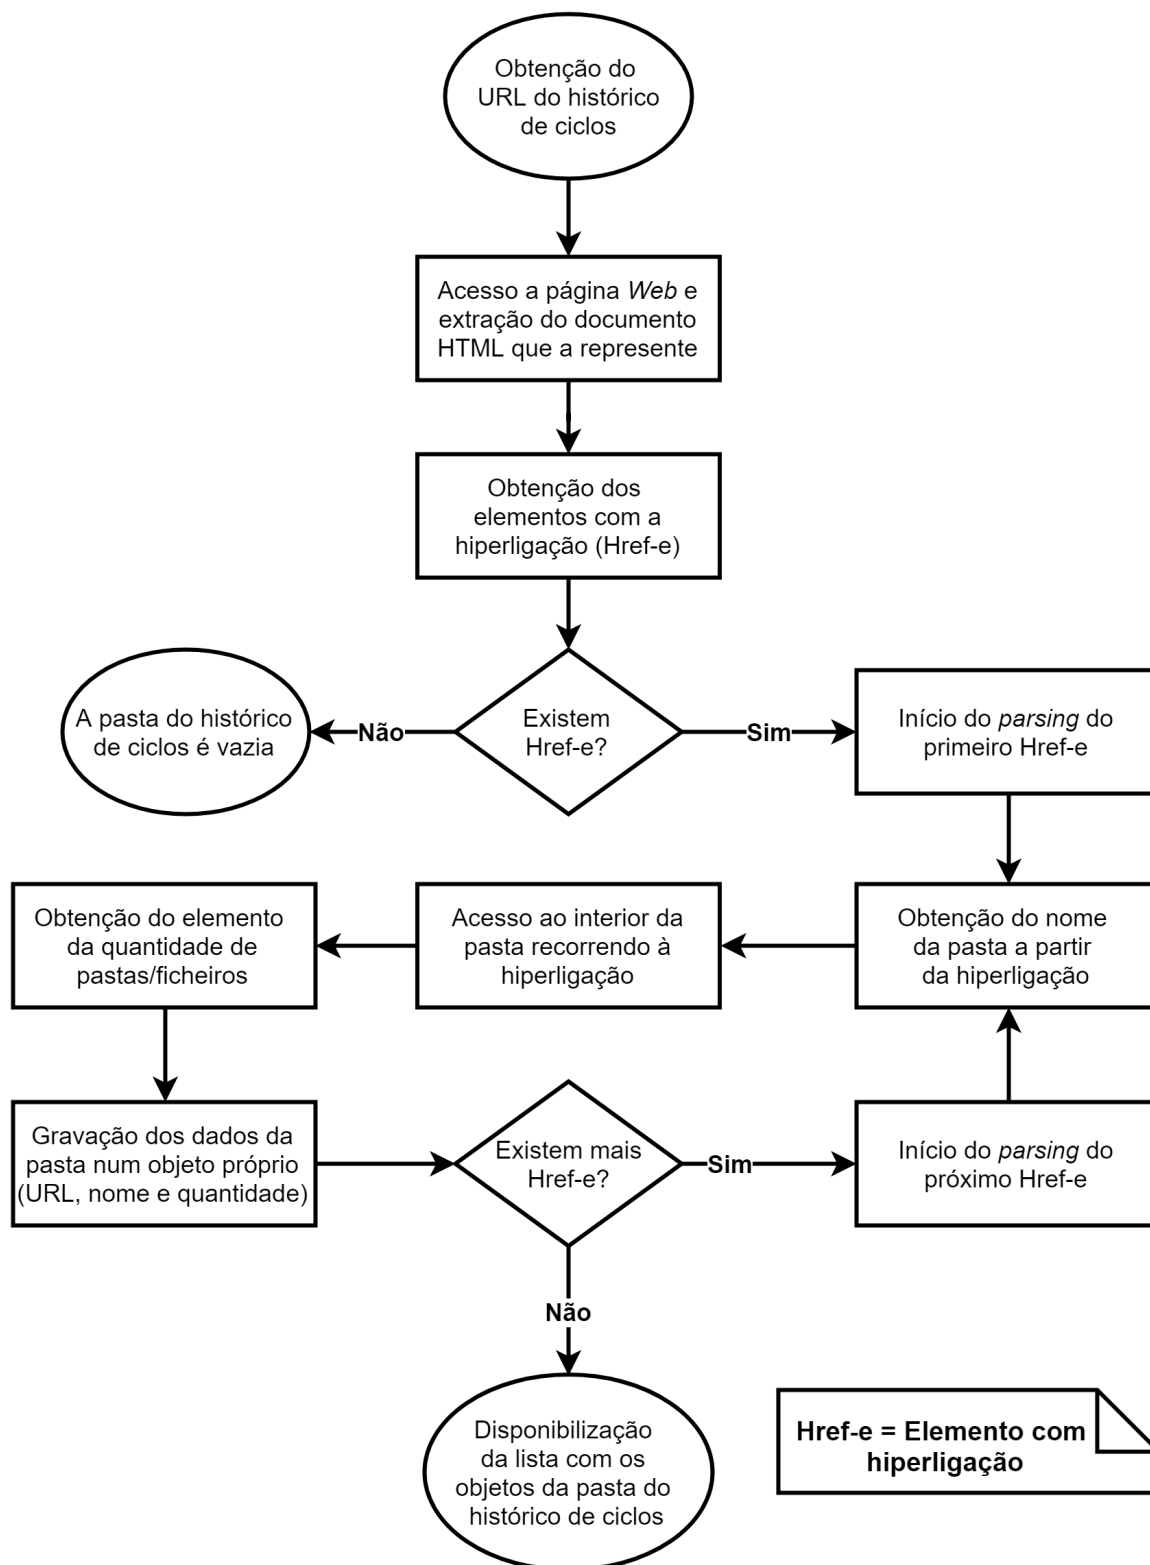 Obtenção do
URL do histórico
de ciclos
Acesso a página Web e
extração do documento
HTML que a represente
Obtenção dos
elementos com a
hiperligação (Href-e)
A pasta do histórico
de ciclos é vazia
Não
Existem
Href-e?
Sim
Início do parsing do
primeiro Href-e
Obtenção do elemento
da quantidade de
pastas/ficheiros
Acesso ao interior da
pasta recorrendo à
hiperligação
Obtenção do nome
da pasta a partir
da hiperligação
Gravação dos dados da
pasta num objeto próprio
(URL, nome e quantidade)
Existem mais
Href-e?
Sim
Início do parsing do
próximo Href-e
Não
Disponibilização
da lista com os
objetos da pasta do
histórico de ciclos
Href-e = Elemento com
hiperligação